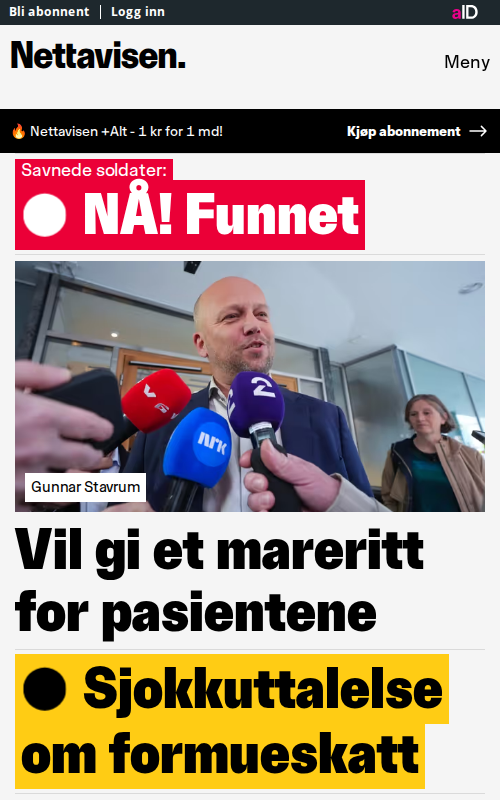 Bli abonnent | Logg inn
aID
Nettavisen.
Meny
🔥 Nettavisen +Alt - 1 kr for 1 md!
Kjøp abonnement →
Savnede soldater:
NÅ! Funnet
nrk
2
Gunnar Stavrum
Vil gi et mareritt
for pasientene
Sjokkuttalelse
om formueskatt